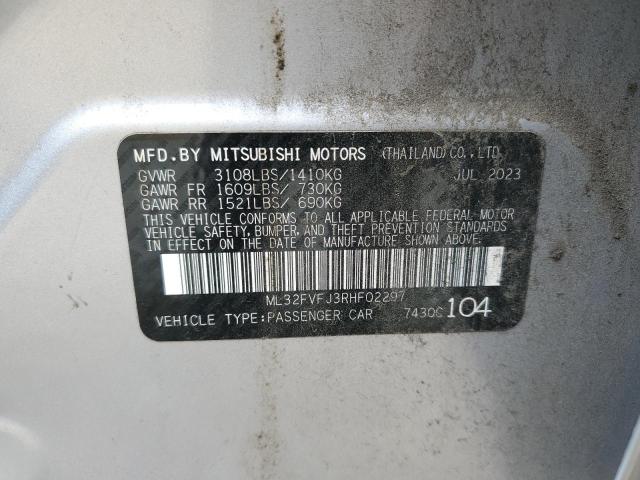 MFD.BY MITSUBISHI MOTORS (THAILAND)CO.,LTD.
GVWR 3108LBS/1410KG JUL 2023
GAWR FR 1609LBS/ 730KG
GAWR RR 1521LBS/ 690KG
THIS VEHICLE CONFORMS TO ALL APPLICABLE FEDERAL MOTOR
VEHICLE SAFETY, BUMPER, AND THEFT PREVENTION STANDARDS
IN EFFECT ON THE DATE OF MANUFACTURE SHOWN ABOVE.
ML32FVFJ3RHF02297
VEHICLE TYPE:PASSENGER CAR 7430C 104